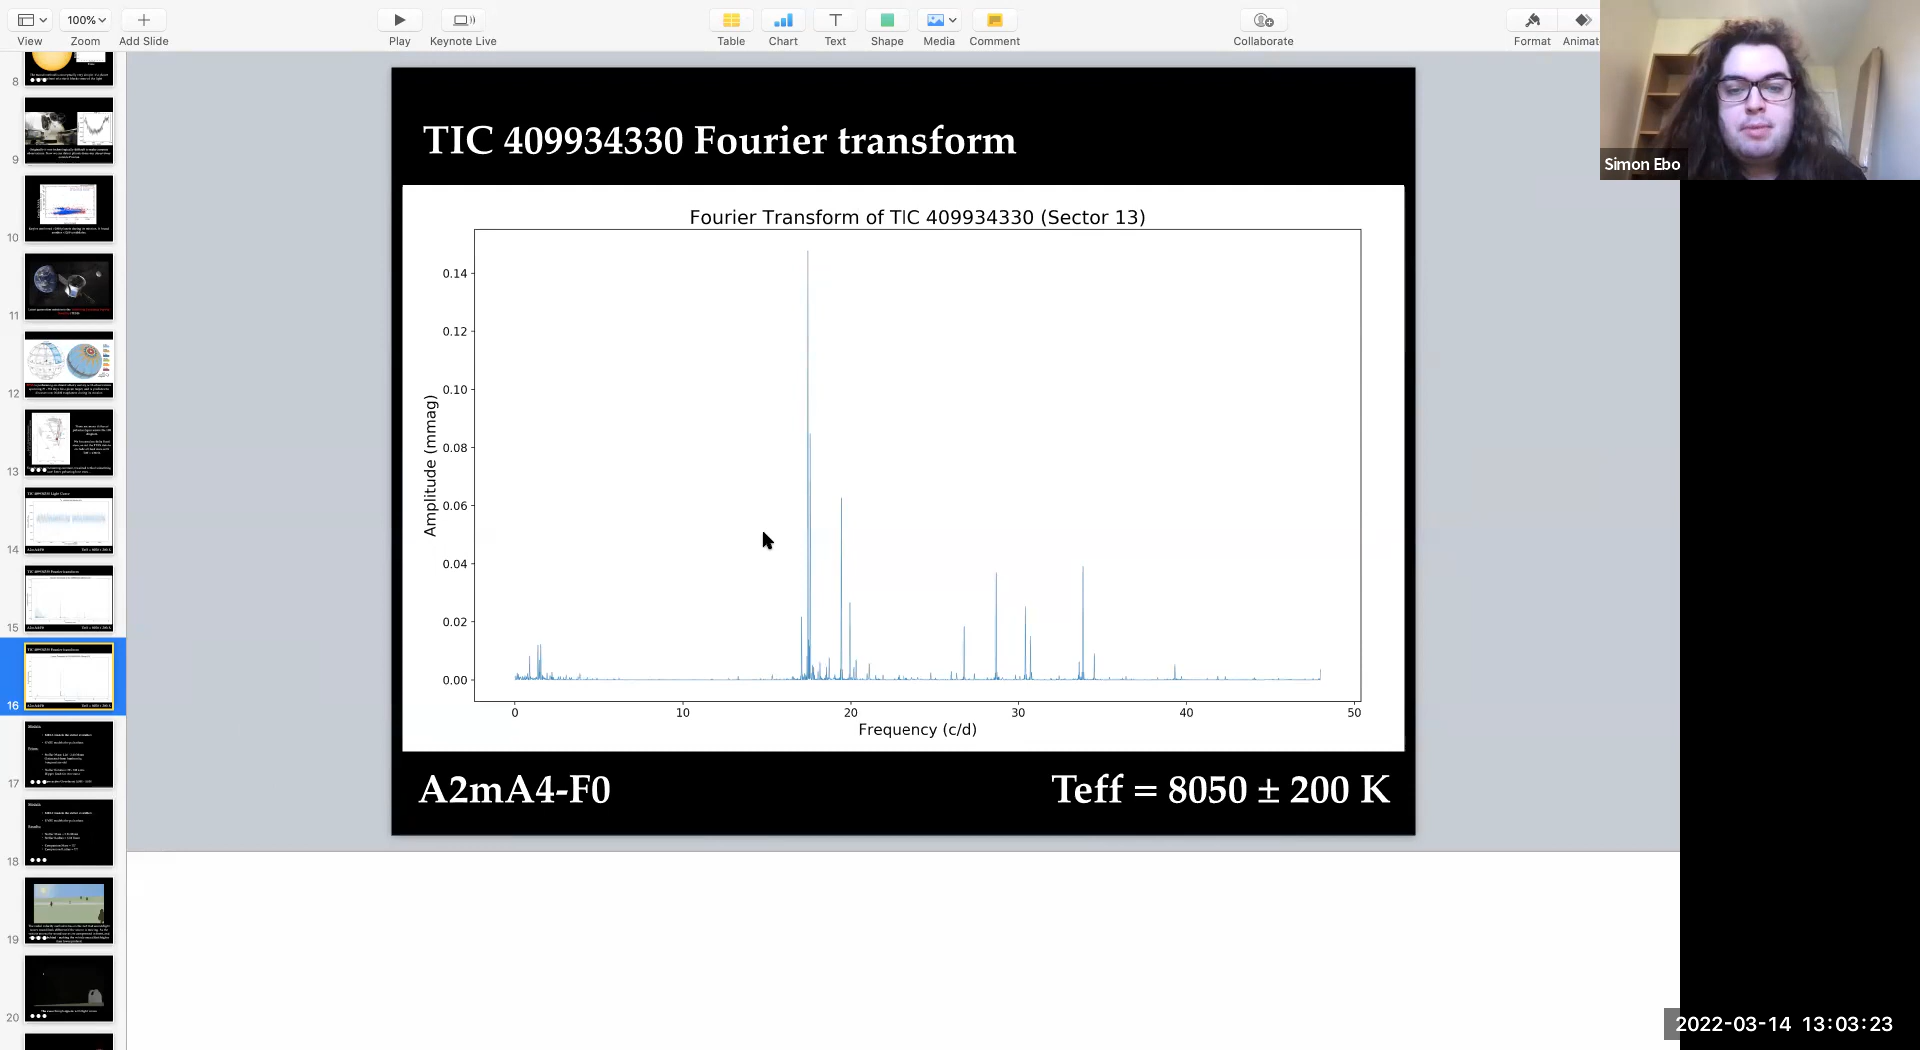 View
100%
Zoom
Add Slide
Play
Keynote Live
Table
Chart
Text
Shape
Media
Comment
Collaborate
Format
Animat
Simon Ebo
8
9
10
11
12
13
14
15
16
17
18
19
20
TIC 409934330 Fourier transform
Fourier Transform of TIC 409934330 (Sector 13)
Amplitude (mmag)
0.14
0.12
0.10
0.08
0.06
0.04
0.02
0.00
0 10 20 30 40 50
Frequency (c/d)
A2mA4-F0
Teff = 8050 ± 200 K
2022-03-14 13:03:23